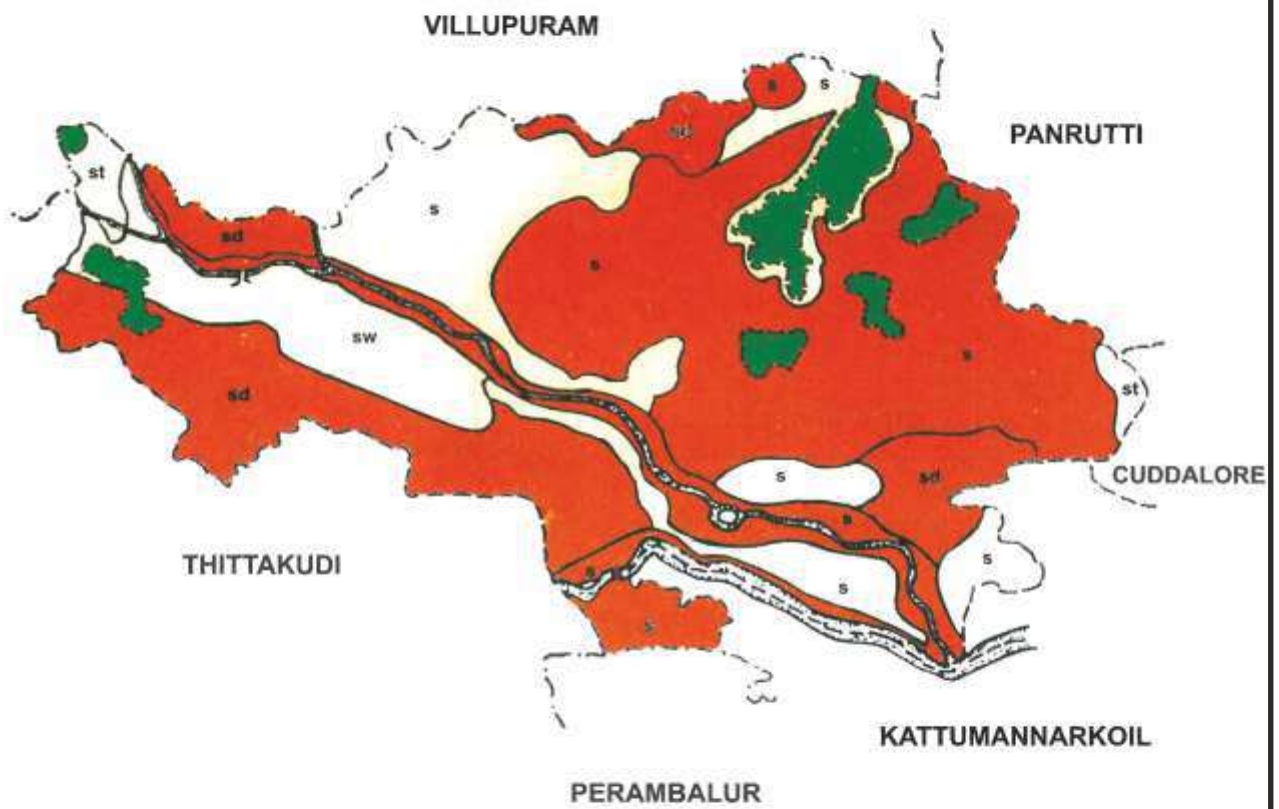 VILLUPURAM
s
s
PANRUTTI
st
s
sd
s
sw
s
st
sd
s
sd
CUDDALORE
s
s
THITTAKUDI
s
s
s
KATTUMANNARKOIL
PERAMBALUR